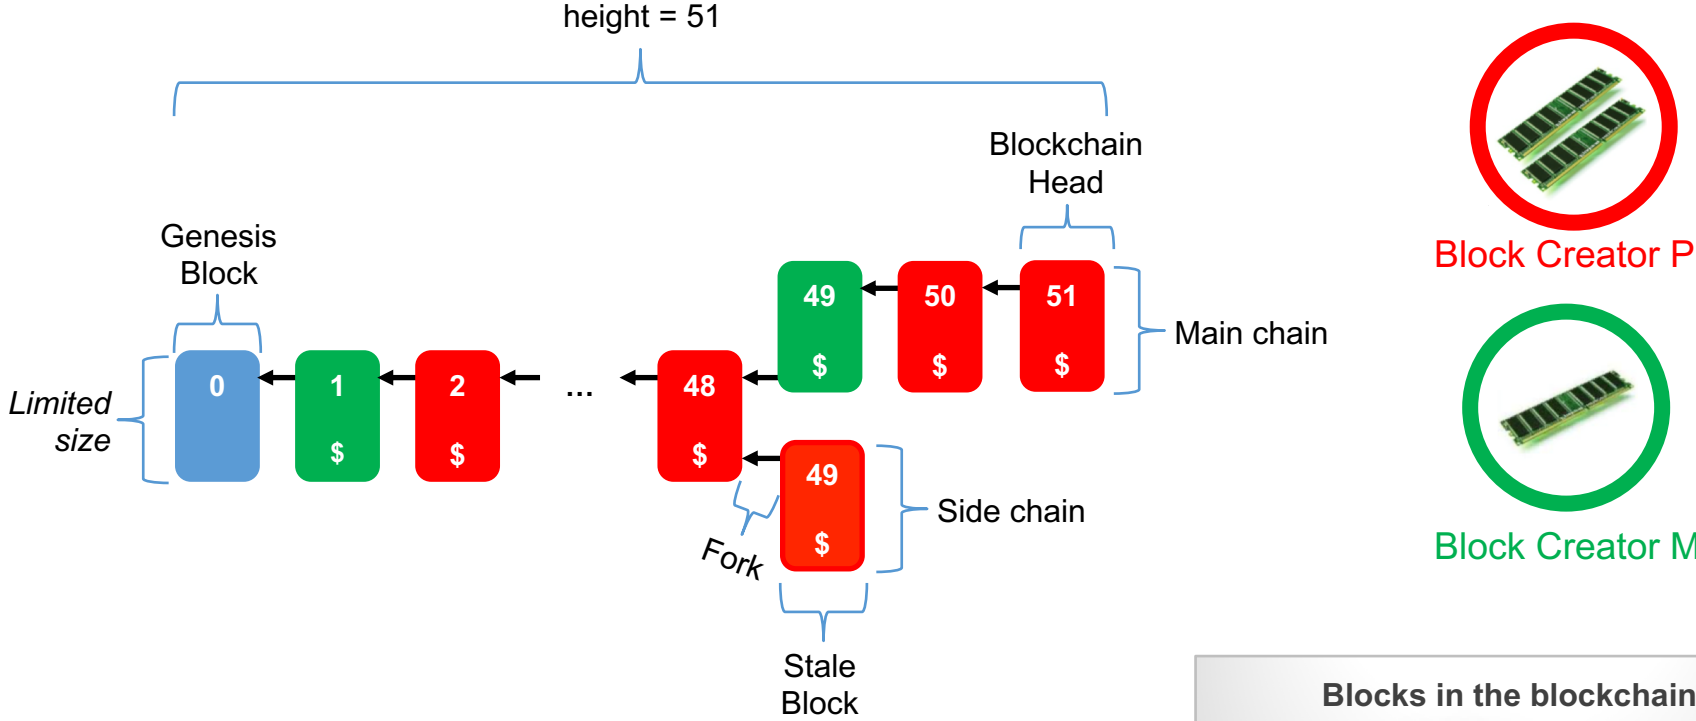 height = 51
Blockchain
Head
Genesis
Block
Block Creator P
49
50
51
$
$
$
Main chain
Limited
size
0
1
2
...
48
$
$
$
49
$
Side chain
Fork
Block Creator M
Stale
Block
Blocks in the blockchain